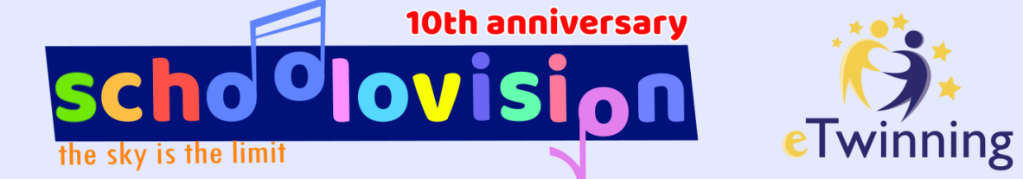 10th anniversary
schoolovision
the sky is the limit
eTwinning